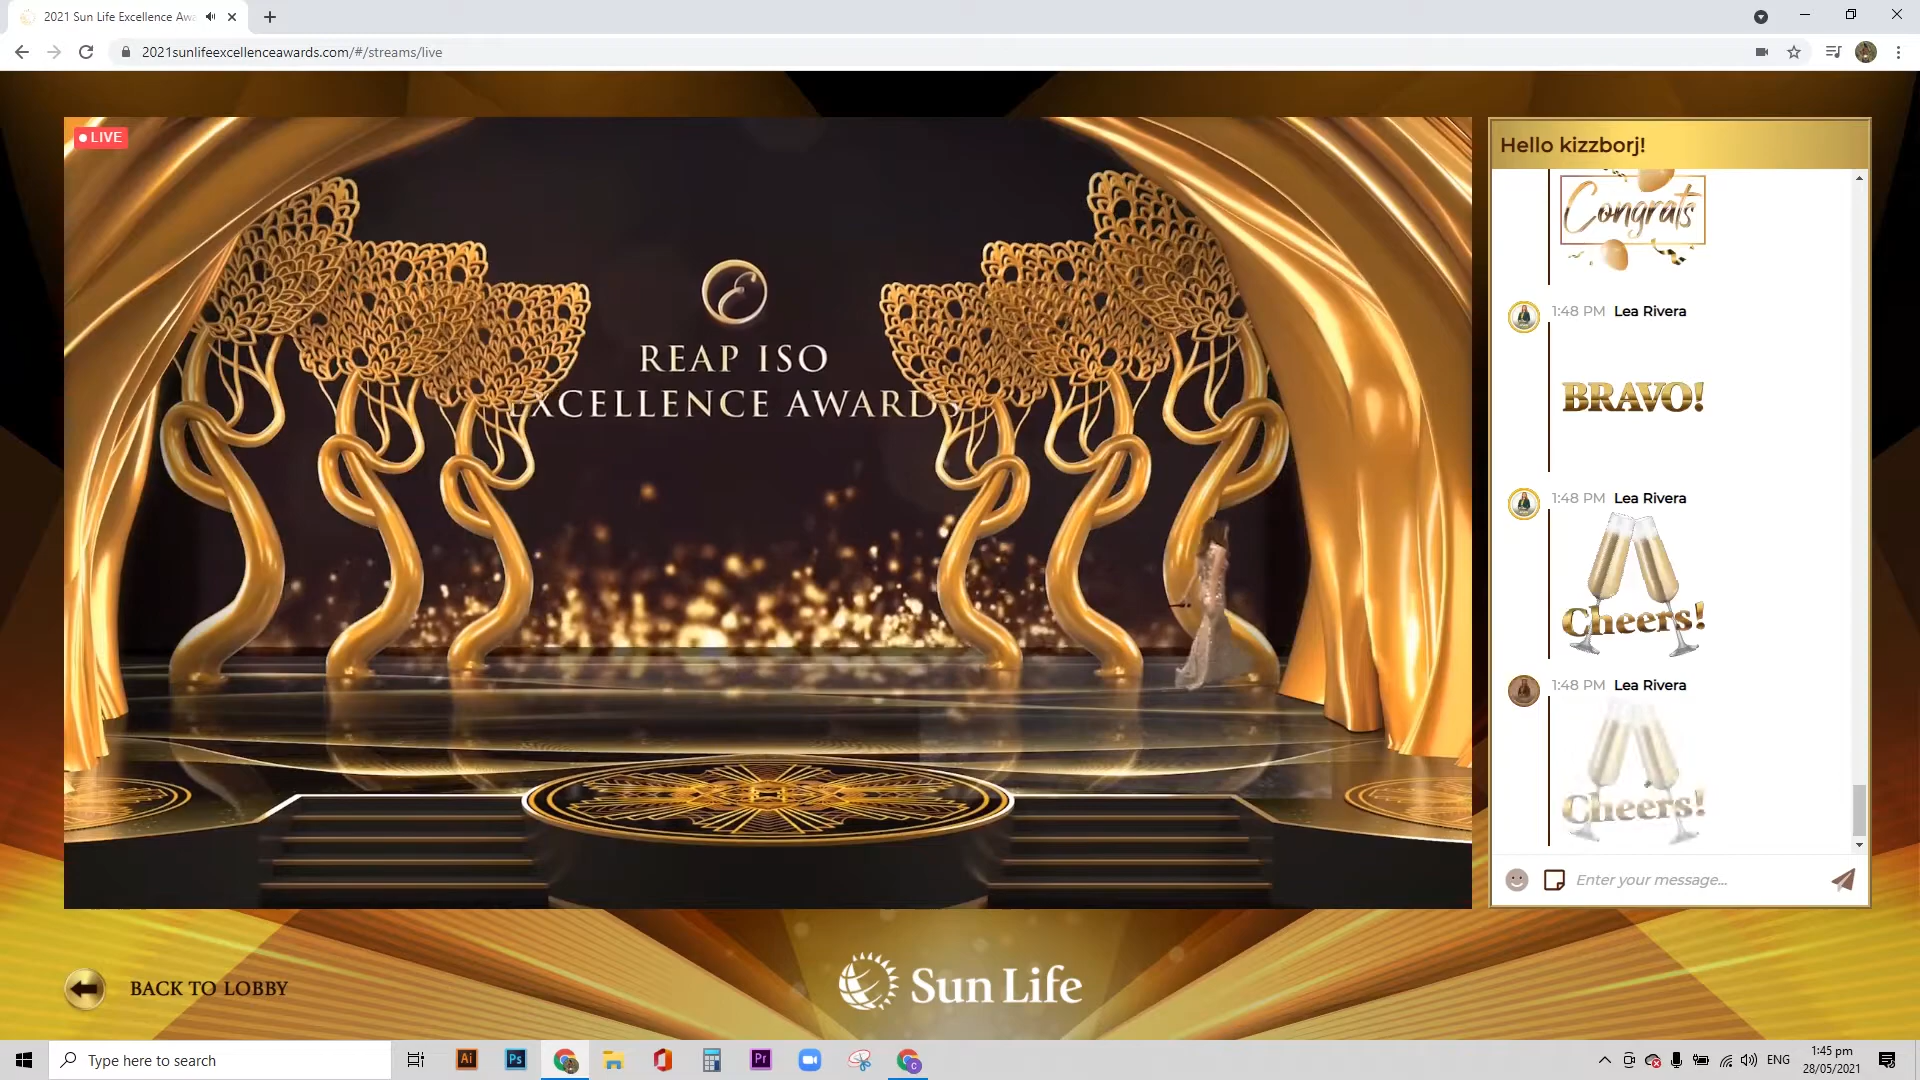 2021 Sun Life Excellence Awa
2021sunlifeexcellenceawards.com/#/streams/live
LIVE
REAP ISO
EXCELLENCE AWARDS
Hello kizzborj!
Congrats
1:48 PM Lea Rivera
BRAVO!
1:48 PM Lea Rivera
Cheers!
1:48 PM Lea Rivera
Cheers!
Enter your message...
BACK TO LOBBY
Sun Life
Type here to search
Ai
Ps
Pr
ENG
1:45 pm
28/05/2021